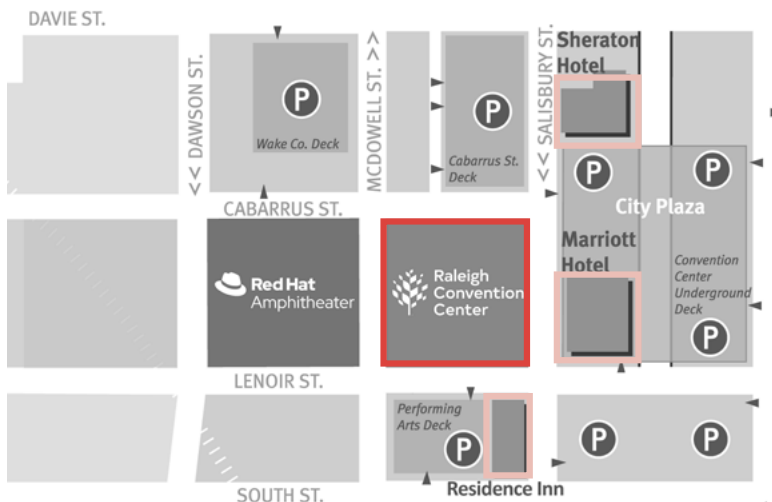 DAVIE ST.
<< DAWSON ST.
P
Wake Co. Deck
MCDOWELL ST. >>
P
Cabarrus St.
Deck
<< SALISBURY ST.
Sheraton
Hotel
P
P
City Plaza
CABARRUS ST.
Red Hat
Amphitheater
Raleigh
Convention
Center
Marriott
Hotel
Convention
Center
Underground
Deck
P
LENOIR ST.
Performing
Arts Deck
P
P
P
Residence Inn
SOUTH ST.